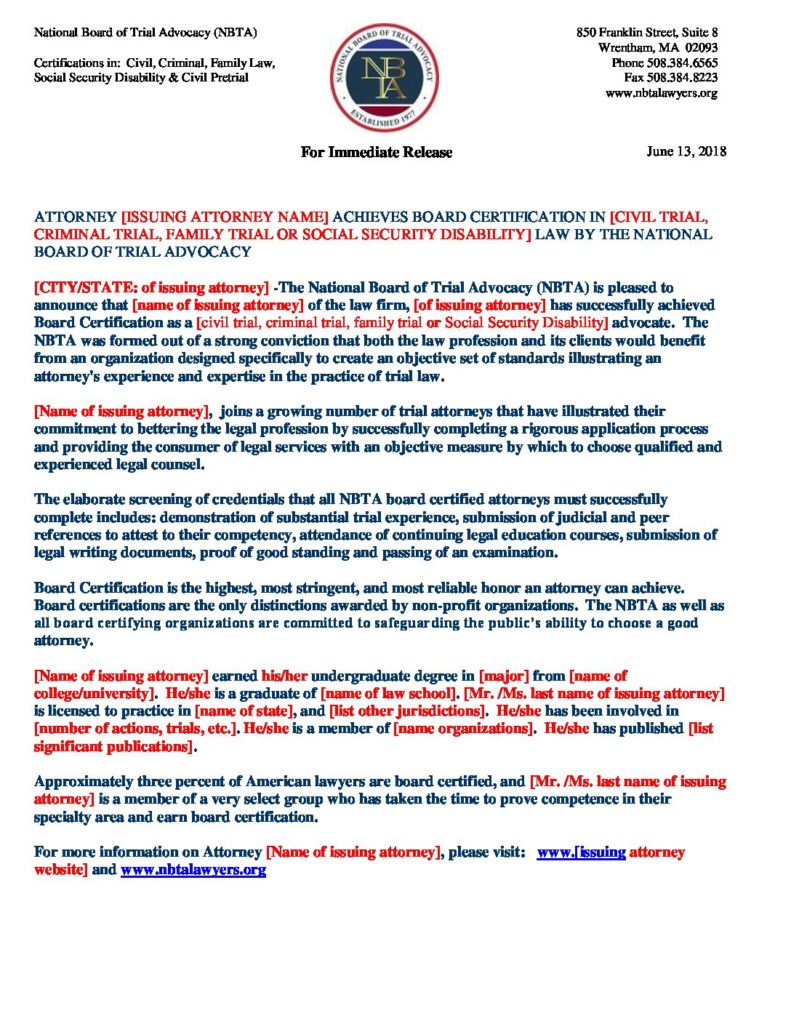 National Board of Trial Advocacy (NBTA)
Certifications in:  Civil, Criminal, Family Law,
Social Security Disability & Civil Pretrial
NATIONAL BOARD OF TRIAL ADVOCACY
NBTA
ESTABLISHED 1977
850 Franklin Street, Suite 8
Wrentham, MA  02093
Phone 508.384.6565
Fax 508.384.8223
www.nbtalawyers.org
For Immediate Release
June 13, 2018
ATTORNEY [ISSUING ATTORNEY NAME] ACHIEVES BOARD CERTIFICATION IN [CIVIL TRIAL,
CRIMINAL TRIAL, FAMILY TRIAL OR SOCIAL SECURITY DISABILITY] LAW BY THE NATIONAL
BOARD OF TRIAL ADVOCACY
[CITY/STATE: of issuing attorney] -The National Board of Trial Advocacy (NBTA) is pleased to
announce that [name of issuing attorney] of the law firm, [of issuing attorney] has successfully achieved
Board Certification as a [civil trial, criminal trial, family trial or Social Security Disability] advocate.  The
NBTA was formed out of a strong conviction that both the law profession and its clients would benefit
from an organization designed specifically to create an objective set of standards illustrating an
attorney's experience and expertise in the practice of trial law.
[Name of issuing attorney],  joins a growing number of trial attorneys that have illustrated their
commitment to bettering the legal profession by successfully completing a rigorous application process
and providing the consumer of legal services with an objective measure by which to choose qualified and
experienced legal counsel.
The elaborate screening of credentials that all NBTA board certified attorneys must successfully
complete includes: demonstration of substantial trial experience, submission of judicial and peer
references to attest to their competency, attendance of continuing legal education courses, submission of
legal writing documents, proof of good standing and passing of an examination.
Board Certification is the highest, most stringent, and most reliable honor an attorney can achieve.
Board certifications are the only distinctions awarded by non-profit organizations.  The NBTA as well as
all board certifying organizations are committed to safeguarding the public's ability to choose a good
attorney.
[Name of issuing attorney] earned his/her undergraduate degree in [major] from [name of
college/university].  He/she is a graduate of [name of law school]. [Mr. /Ms. last name of issuing attorney]
is licensed to practice in [name of state], and [list other jurisdictions].  He/she has been involved in
[number of actions, trials, etc.]. He/she is a member of [name organizations].  He/she has published [list
significant publications].
Approximately three percent of American lawyers are board certified, and [Mr. /Ms. last name of issuing
attorney] is a member of a very select group who has taken the time to prove competence in their
specialty area and earn board certification.
For more information on Attorney [Name of issuing attorney], please visit:   www.[issuing attorney
website] and www.nbtalawyers.org